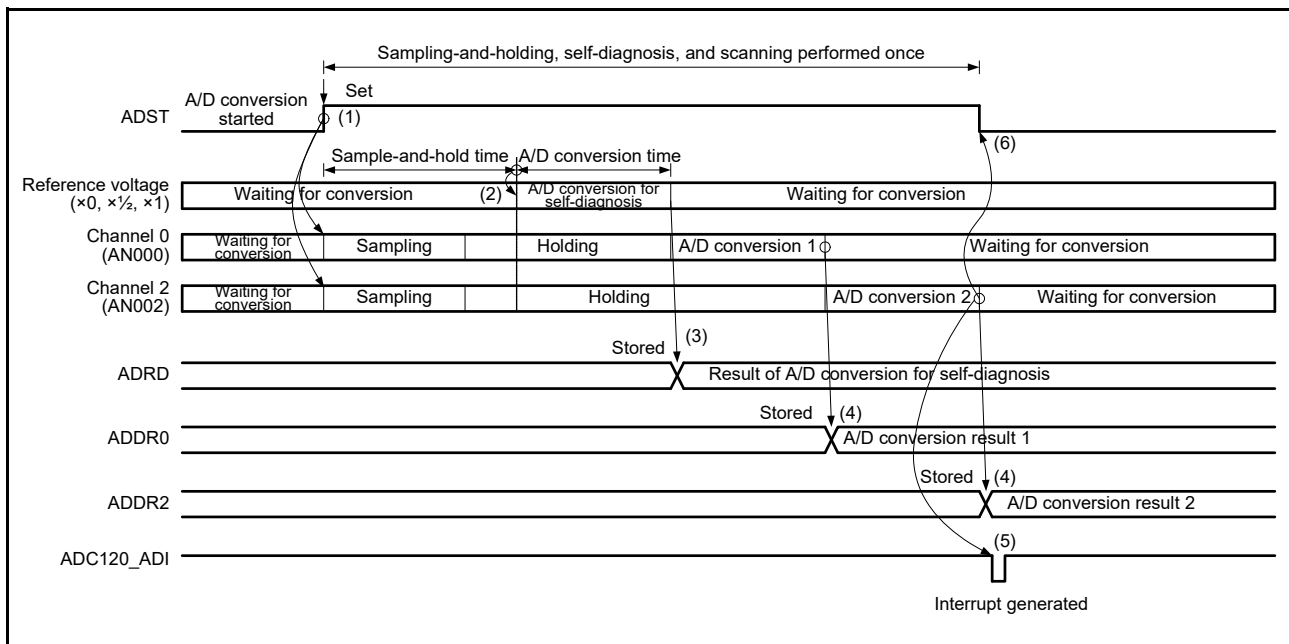 Sampling-and-holding, self-diagnosis, and scanning performed once
ADST
A/D conversion
started
Set
(1)
(6)
Sample-and-hold time
A/D conversion time
Reference voltage
(×0, ×½, ×1)
Waiting for conversion
(2)
A/D conversion for
self-diagnosis
Waiting for conversion
Channel 0
(AN000)
Waiting for
conversion
Sampling
Holding
A/D conversion 1
Waiting for conversion
Channel 2
(AN002)
Waiting for
conversion
Sampling
Holding
A/D conversion 2
Waiting for conversion
Stored
(3)
ADRD
Result of A/D conversion for self-diagnosis
Stored
(4)
ADDR0
A/D conversion result 1
Stored
(4)
ADDR2
A/D conversion result 2
ADC120_ADI
(5)
Interrupt generated